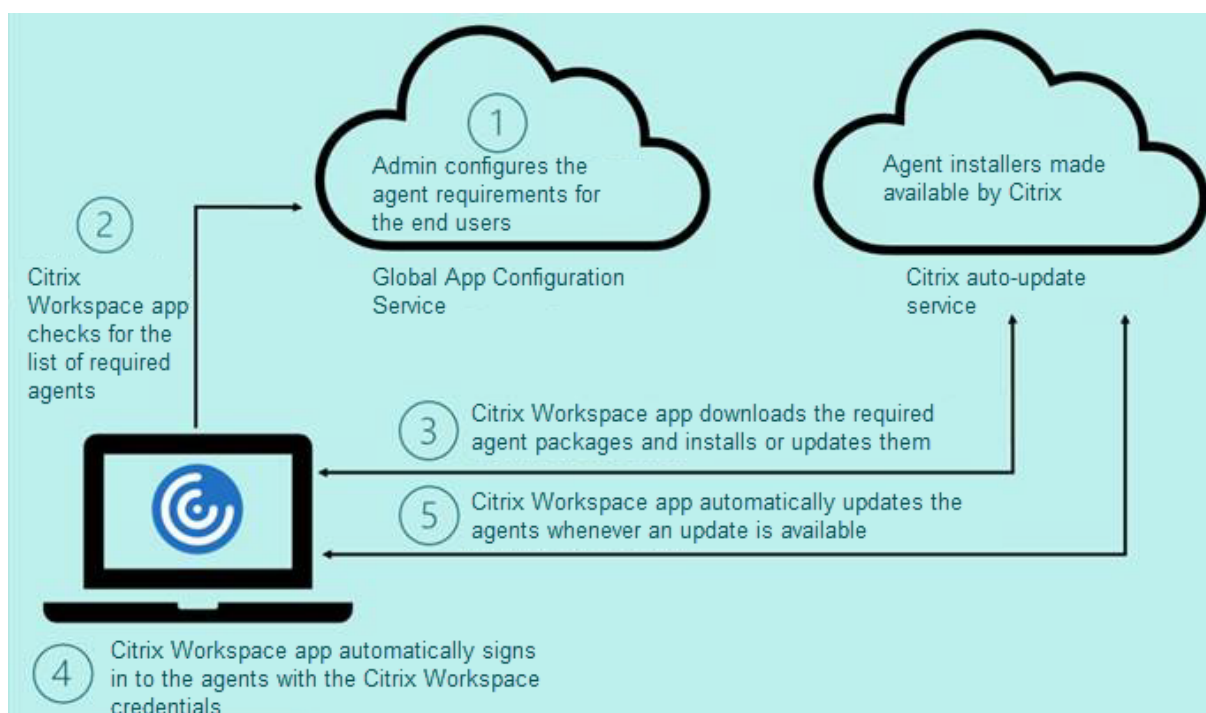 1
Admin configures the
agent requirements for
the end users
Global App Configuration
Service
Agent installers made
available by Citrix
Citrix auto-update
service
2
Citrix
Workspace app
checks for the
list of required
agents
3
Citrix Workspace app downloads the required
agent packages and installs or updates them
5
Citrix Workspace app automatically updates the
agents whenever an update is available
4
Citrix Workspace app automatically signs
in to the agents with the Citrix Workspace
credentials